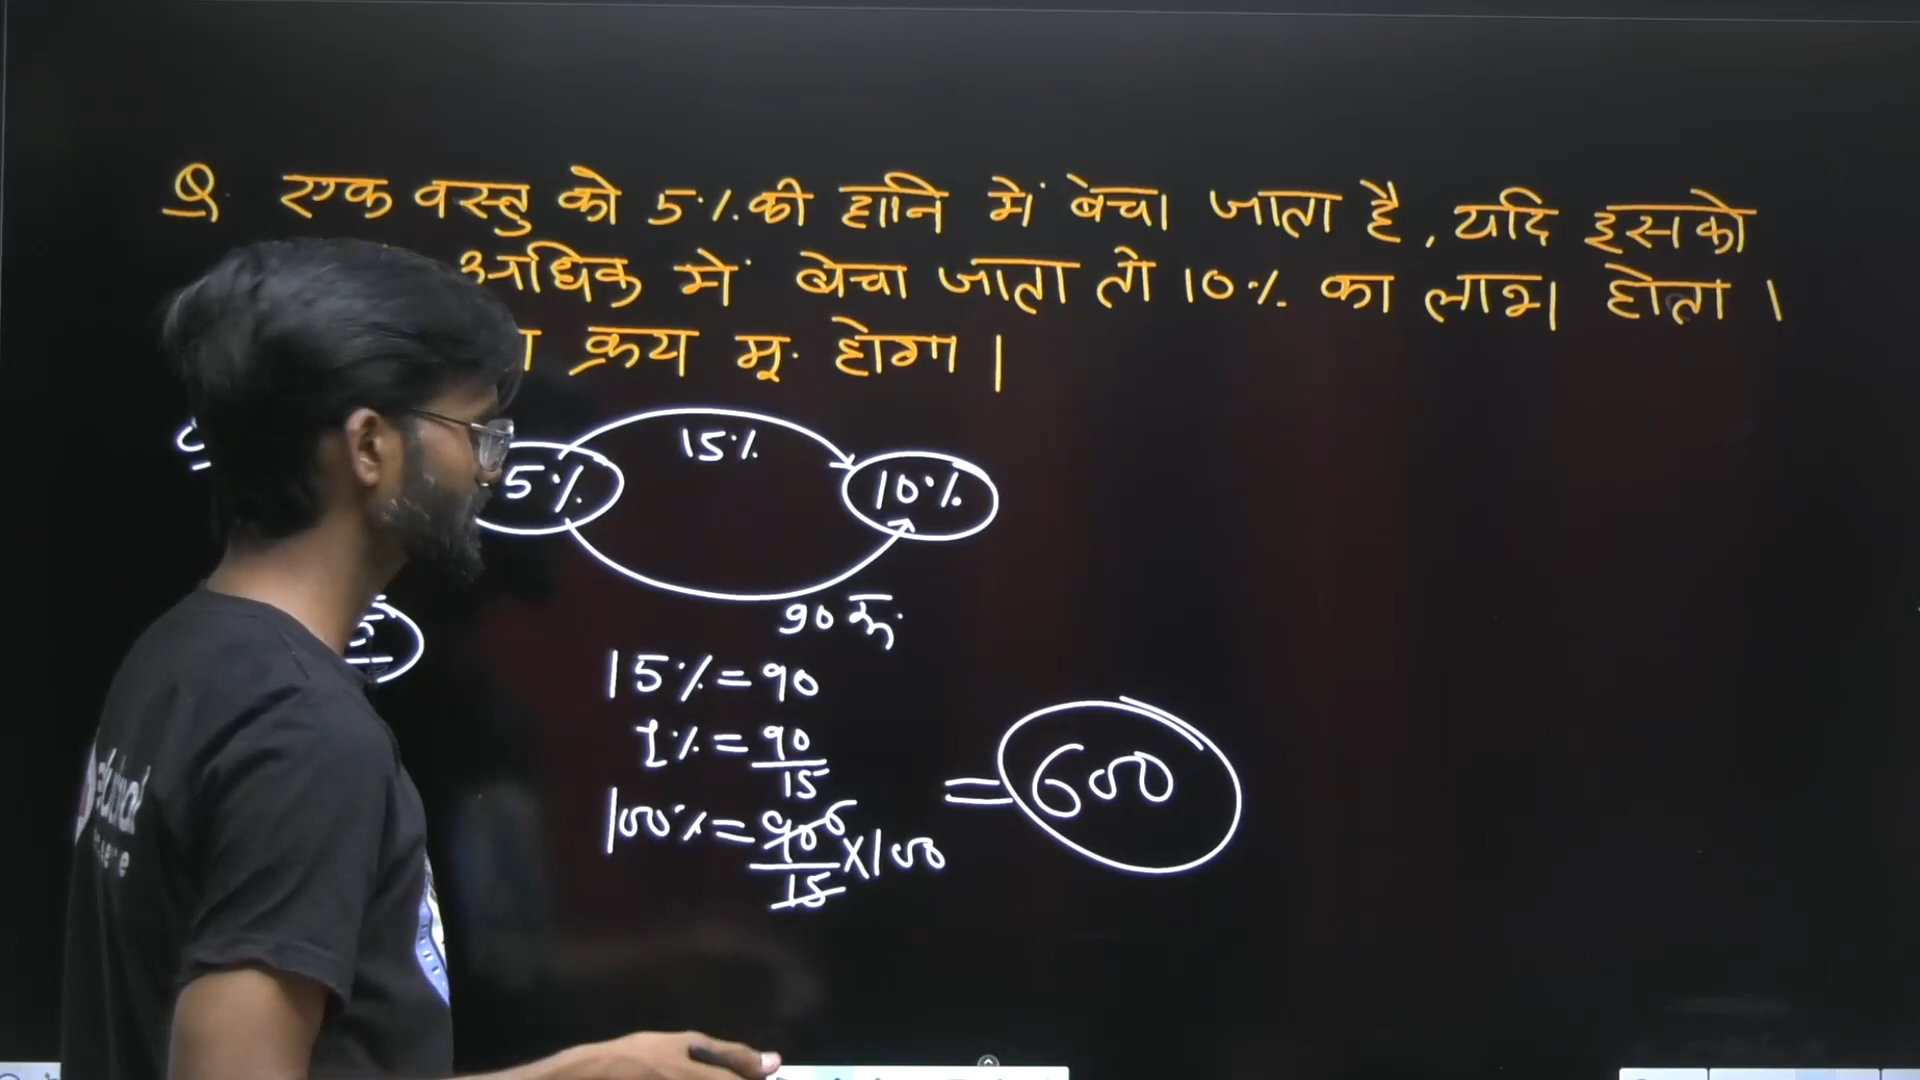 Q. एक वस्तु को 5% की हानि में बेचा जाता है, यदि इसको
अधिक में बेचा जाता तो 10% का लाभ होता ।
क्रय मू. होगा ।
15%
5%
10%
90 रू.
15% = 90
1% = 90/15
100% = 90/15 × 100 = 600
6